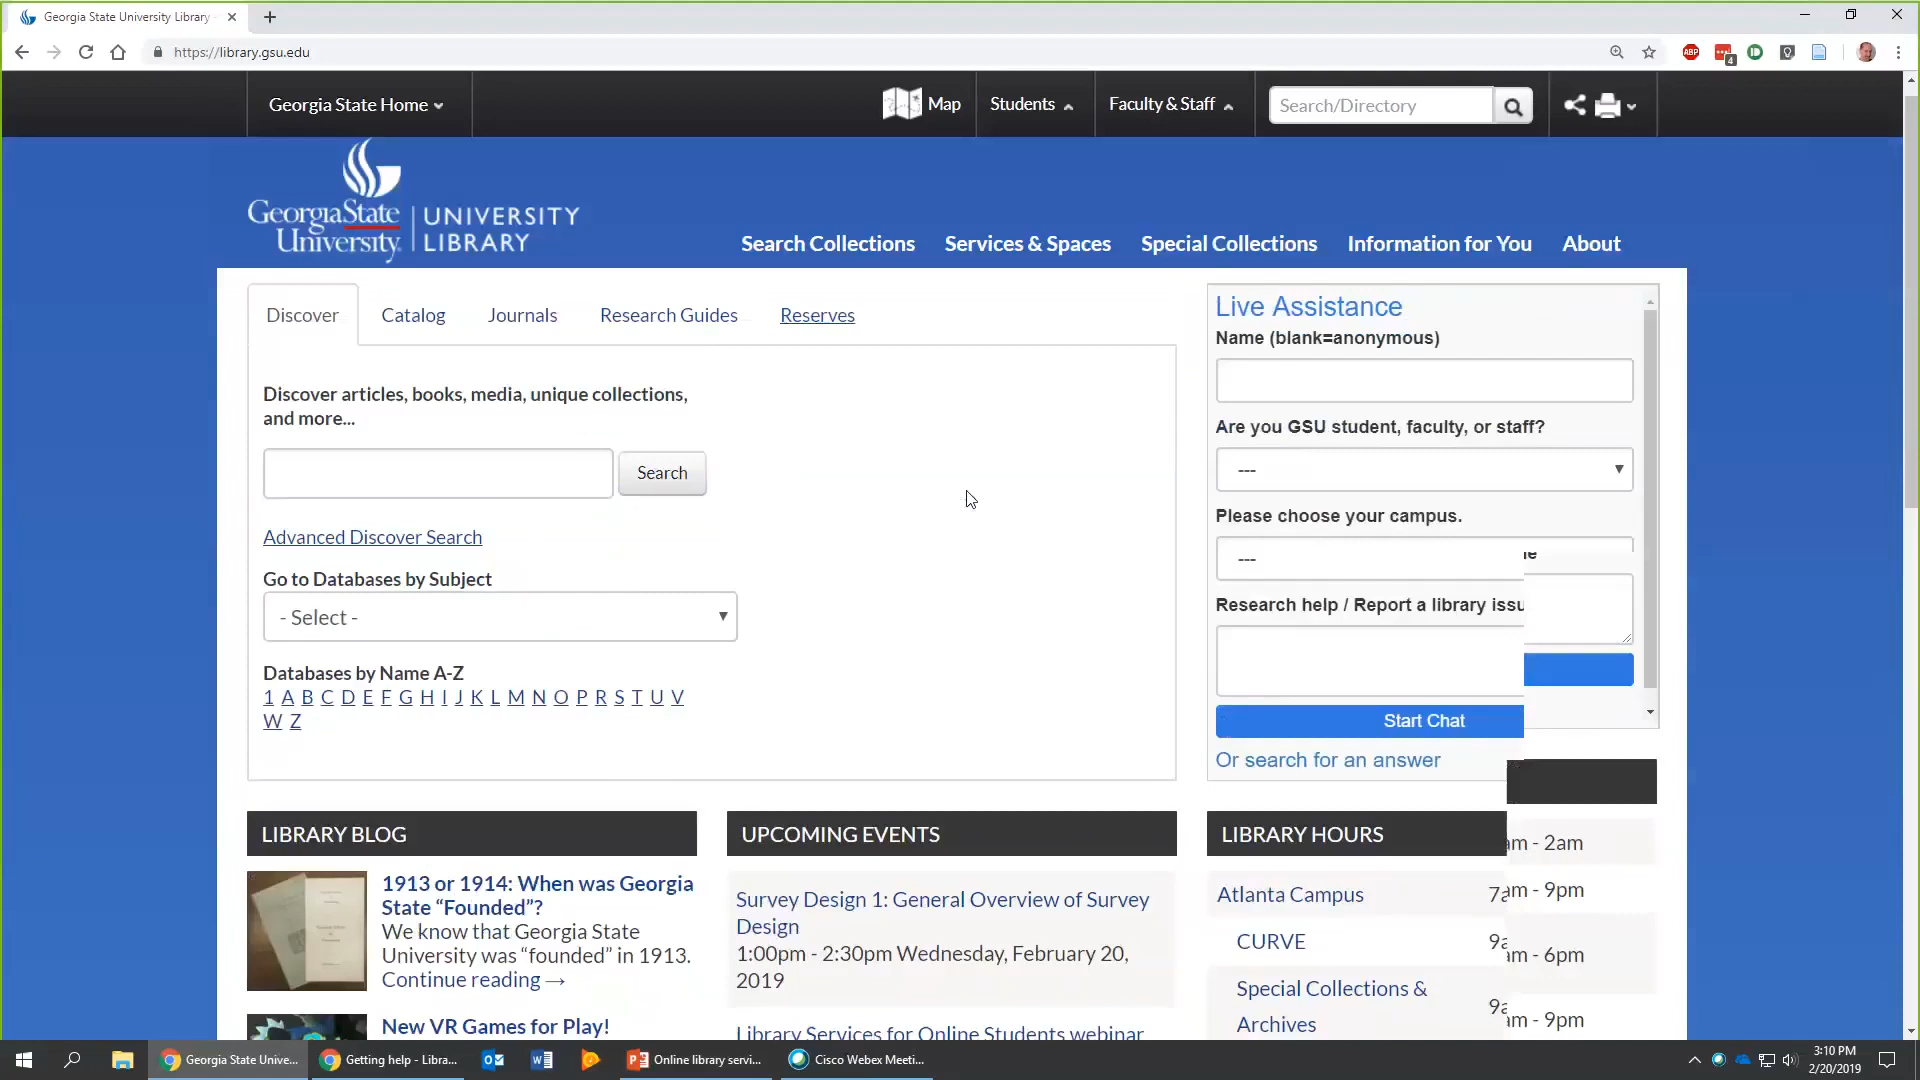 Georgia State University Library
https://library.gsu.edu
ABP
4
Georgia State Home
Map
Students
Faculty & Staff
Search/Directory
GeorgiaState
University
UNIVERSITY
LIBRARY
Search Collections
Services & Spaces
Special Collections
Information for You
About
Discover
Catalog
Journals
Research Guides
Reserves
Discover articles, books, media, unique collections,
and more...
Search
Advanced Discover Search
Go to Databases by Subject
- Select -
Databases by Name A-Z
1 A B C D E F G H I J K L M N O P R S T U V
W Z
Live Assistance
Name (blank=anonymous)
Are you GSU student, faculty, or staff?
---
Please choose your campus.
---
Research help / Report a library issu
Start Chat
Or search for an answer
LIBRARY BLOG
1913 or 1914: When was Georgia
State “Founded”?
We know that Georgia State
University was “founded” in 1913.
Continue reading →
New VR Games for Play!
UPCOMING EVENTS
Survey Design 1: General Overview of Survey
Design
1:00pm - 2:30pm Wednesday, February 20,
2019
Library Services for Online Students webinar
LIBRARY HOURS
Atlanta Campus 7am - 2am
am - 9pm
CURVE 9a
am - 6pm
Special Collections & 9a
Archives
am - 9pm
Georgia State Unive...
Getting help - Libra...
Online library servi...
Cisco Webex Meeti...
3:10 PM
2/20/2019